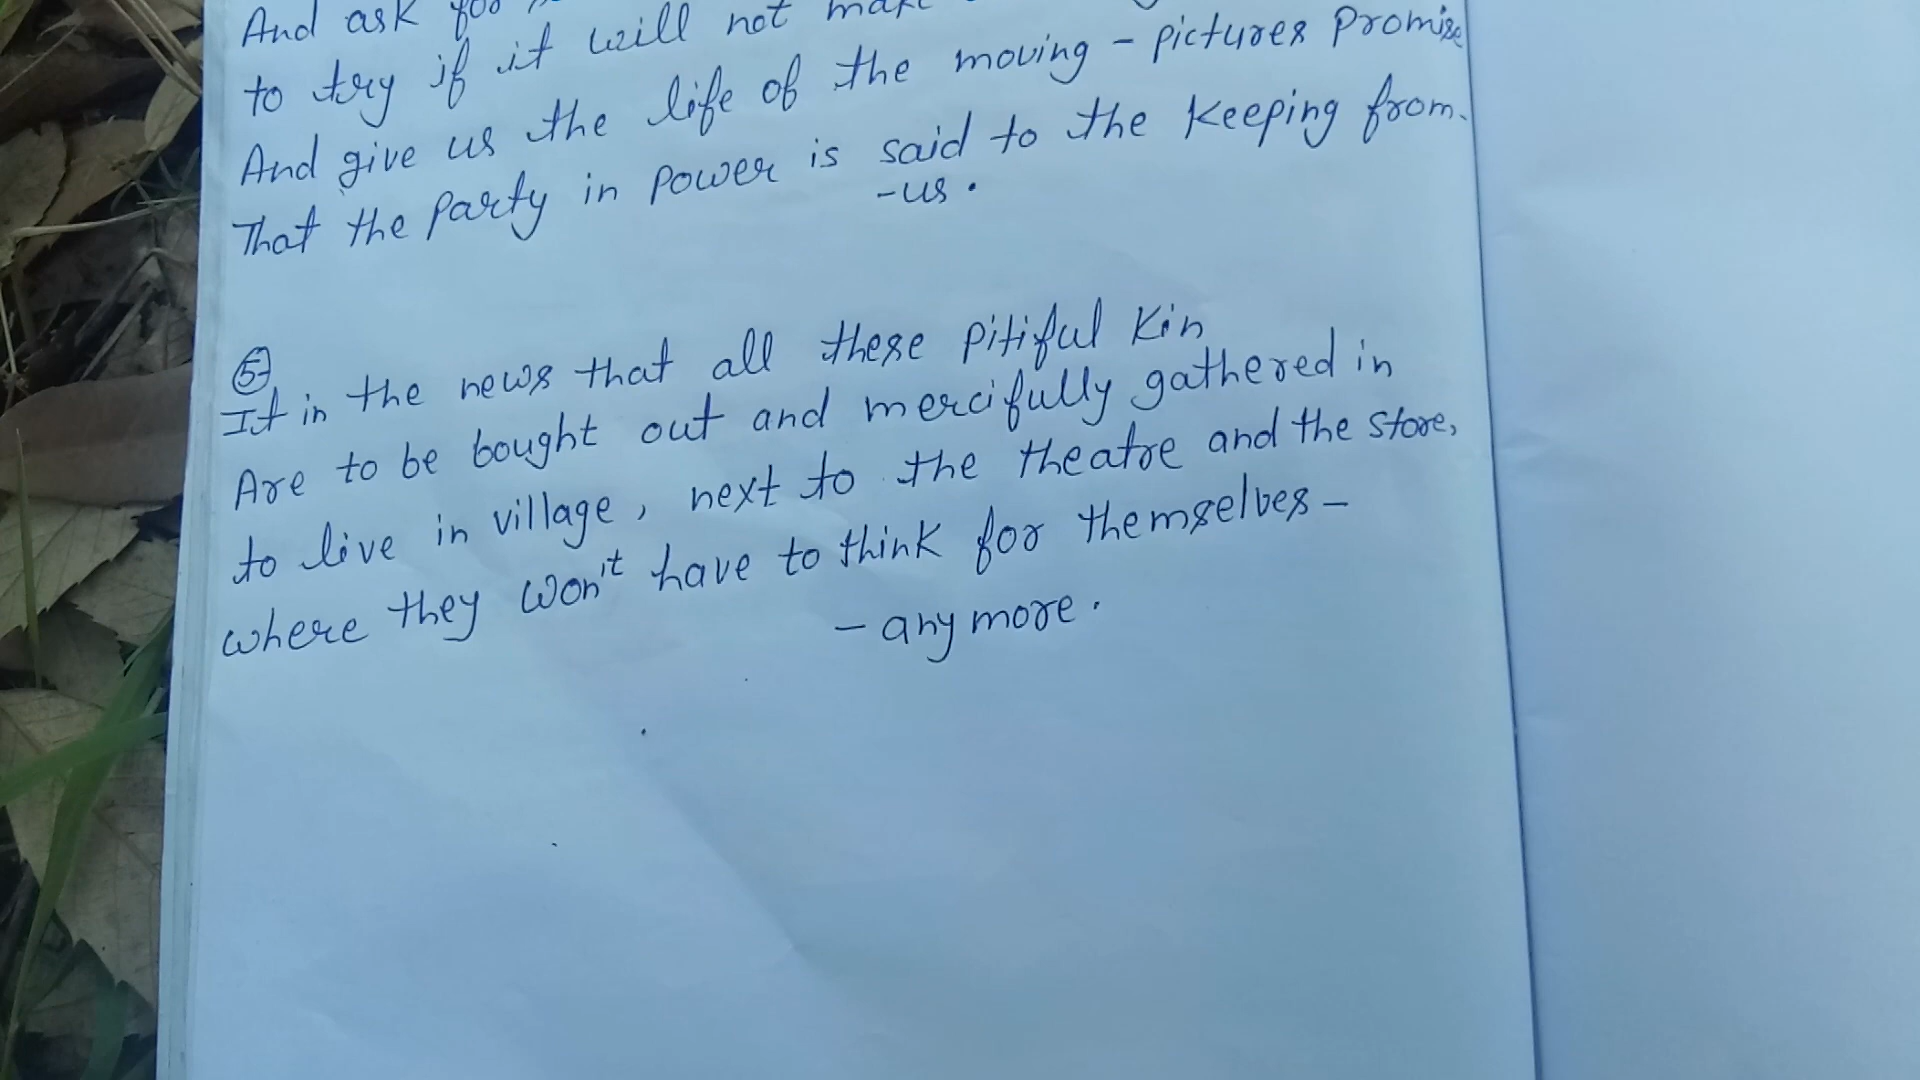 And ask for
to try if it will not make
And give us the life of the moving - pictures promise
That the party in power is said to the keeping from-
-us.
⑤
It in the news that all these pitiful kin
Are to be bought out and mercifully gathered in
to live in village, next to the theatre and the store,
where they won't have to think for themselves-
- anymore.